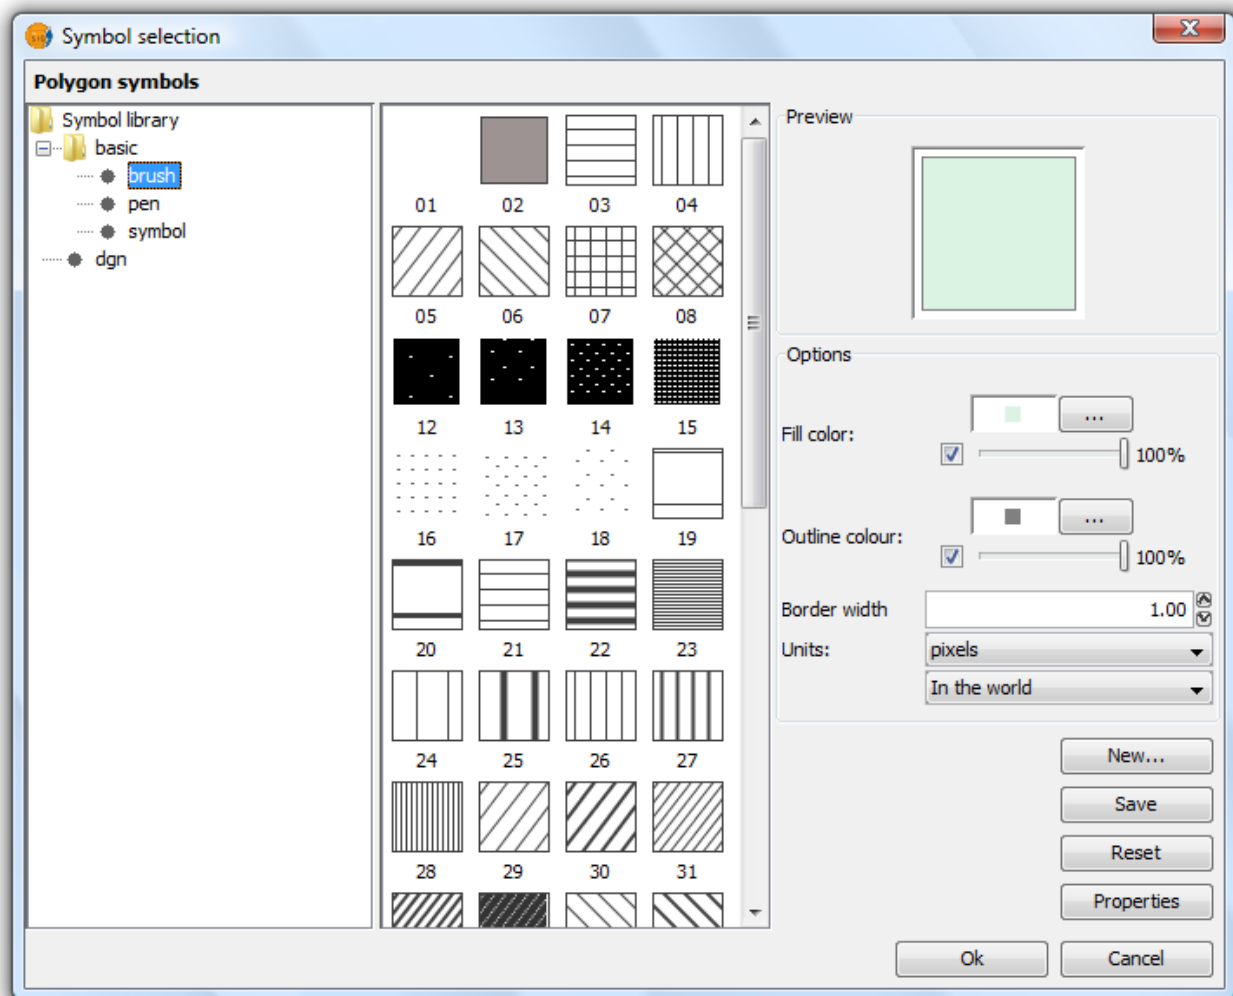 Symbol selection
Polygon symbols
Symbol library
basic
brush
pen
symbol
dgn
01 02 03 04
05 06 07 08
12 13 14 15
16 17 18 19
20 21 22 23
24 25 26 27
28 29 30 31
Preview
Options
Fill color:
...
100%
Outline colour:
...
100%
Border width 1.00
Units: pixels
In the world
New...
Save
Reset
Properties
Ok Cancel